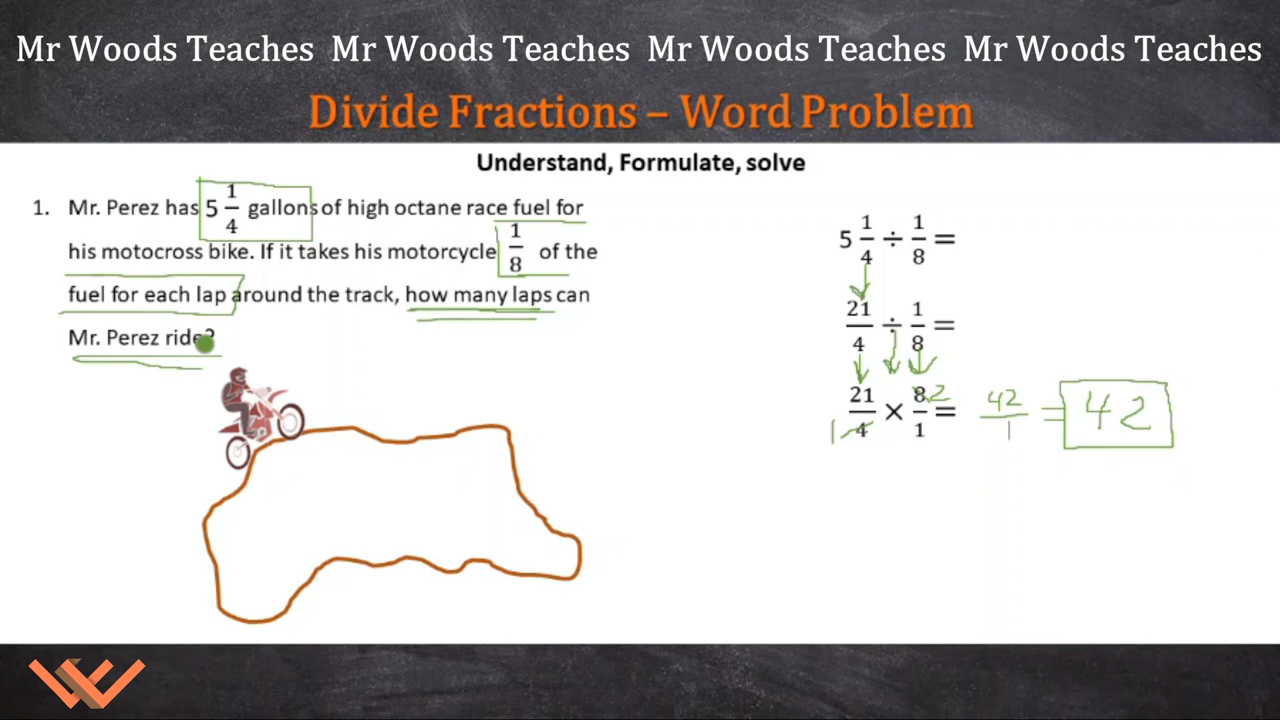 Mr Woods Teaches Mr Woods Teaches Mr Woods Teaches Mr Woods Teaches
Divide Fractions – Word Problem
Understand, Formulate, solve
1. Mr. Perez has 5 1/4 gallons of high octane race fuel for
his motocross bike. If it takes his motorcycle 1/8 of the
fuel for each lap around the track, how many laps can
Mr. Perez ride?
5 1/4 ÷ 1/8 =
21/4 ÷ 1/8 =
21/4 × 8/1 = 42/1 = 42
2
1